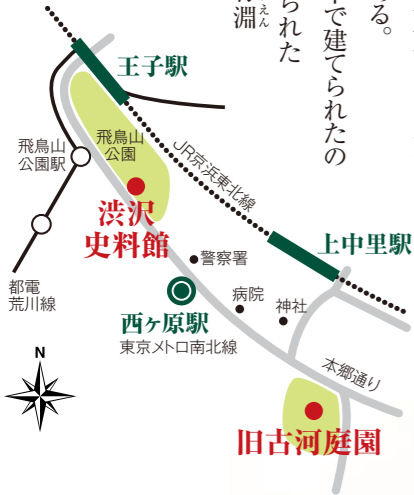 る。
で建てられたの
られた
淵
えん
王子駅
飛鳥山
公園
飛鳥山
公園駅
JR京浜東北線
渋沢
史料館
上中里駅
警察署
都電
荒川線
病院
神社
西ヶ原駅
東京メトロ南北線
N
本郷通り
旧古河庭園